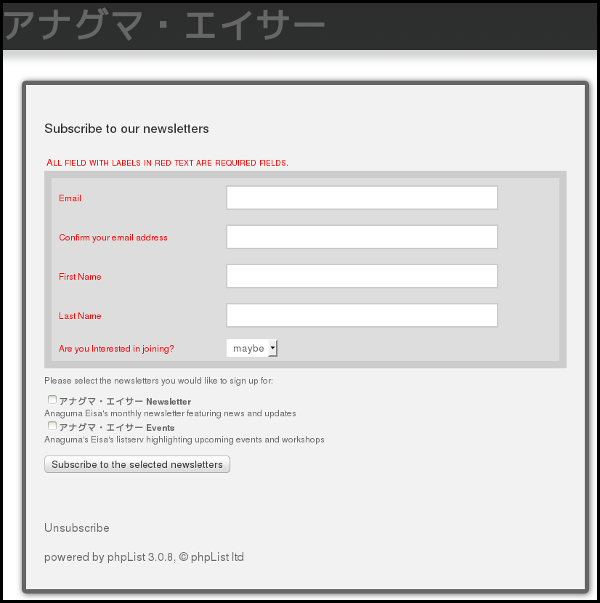 アナグマ・エイサー
Subscribe to our newsletters
ALL FIELD WITH LABELS IN RED TEXT ARE REQUIRED FIELDS.
Email
Confirm your email address
First Name
Last Name
Are you Interested in joining?
maybe
Please select the newsletters you would like to sign up for:
アナグマ・エイサー Newsletter
Anaguma Eisa's monthly newsletter featuring news and updates
アナグマ・エイサー Events
Anaguma's Eisa's listserv highlighting upcoming events and workshops
Subscribe to the selected newsletters
Unsubscribe
powered by phpList 3.0.8, © phpList ltd